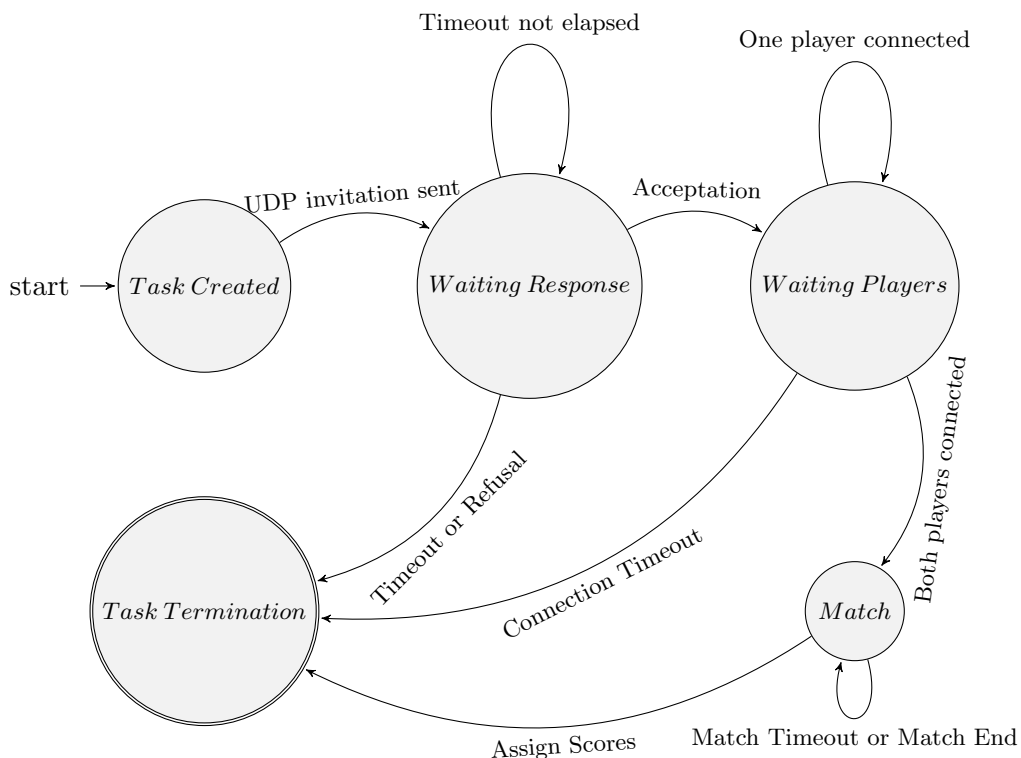 Timeout not elapsed
One player connected
UDP invitation sent
Acceptation
start
Task Created
Waiting Response
Waiting Players
Both players connected
Timeout or Refusal
Connection Timeout
Task Termination
Match
Assign Scores
Match Timeout or Match End